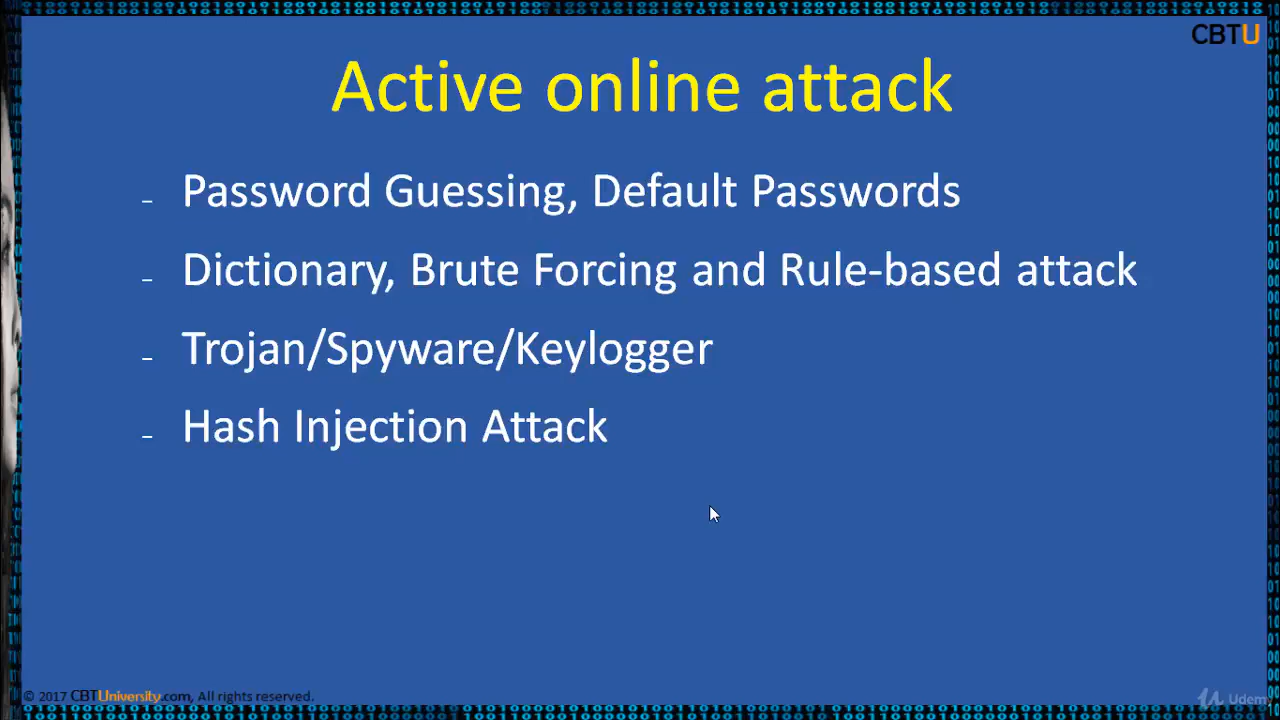 CBTU
Active online attack
- Password Guessing, Default Passwords
- Dictionary, Brute Forcing and Rule-based attack
- Trojan/Spyware/Keylogger
- Hash Injection Attack
© 2017 CBTUniversity.com, All rights reserved.
Udemy